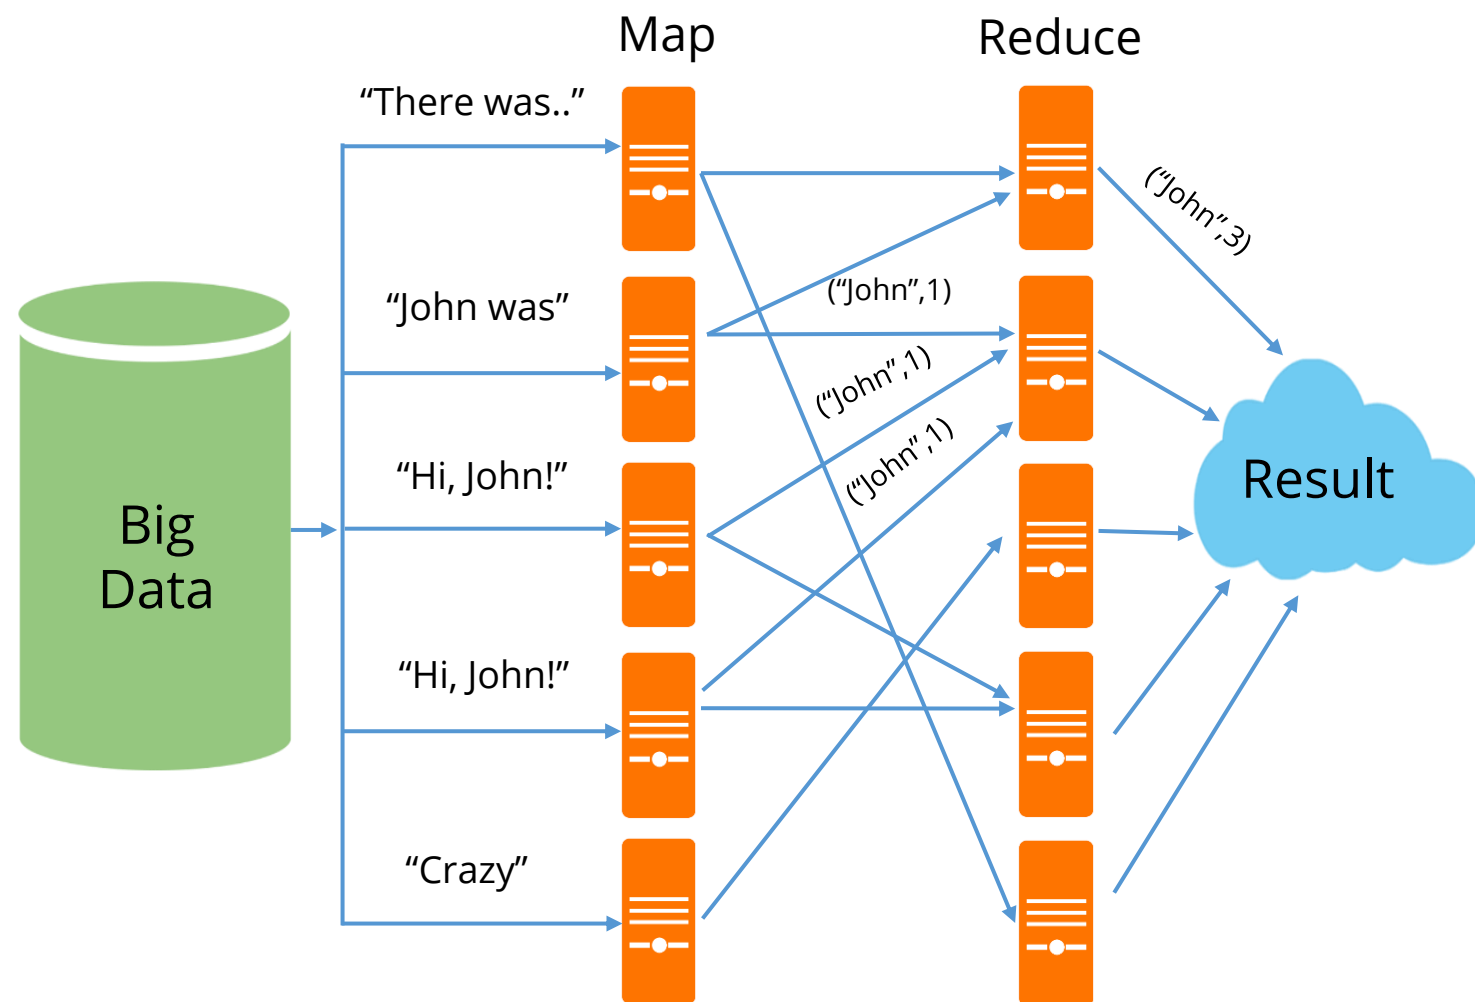 Map
Reduce
“There was..”
(“John”,3)
“John was”
(“John”,1)
(“John”,1)
“Hi, John!”
(“John”,1)
Result
Big
Data
“Hi, John!”
“Crazy”